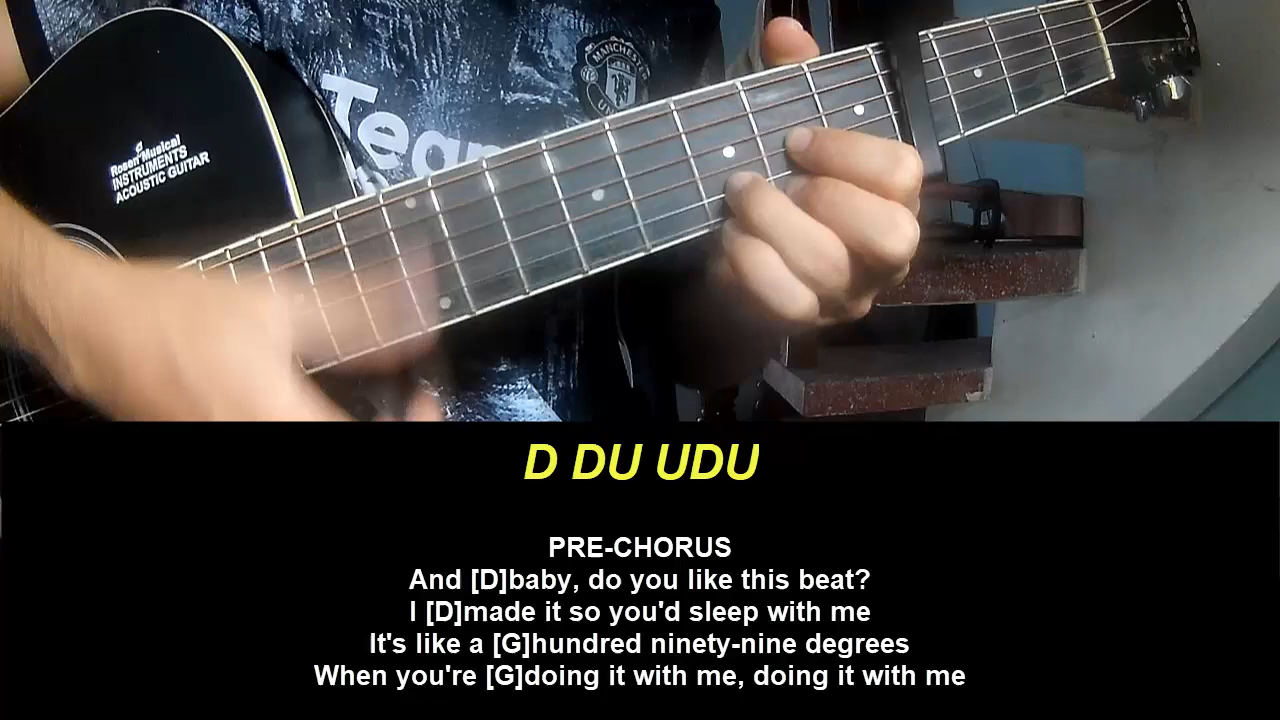 MANCHESTER
Team
Rosen Musical
INSTRUMENTS
ACOUSTIC GUITAR
D DU UDU
PRE-CHORUS
And [D]baby, do you like this beat?
I [D]made it so you'd sleep with me
It's like a [G]hundred ninety-nine degrees
When you're [G]doing it with me, doing it with me